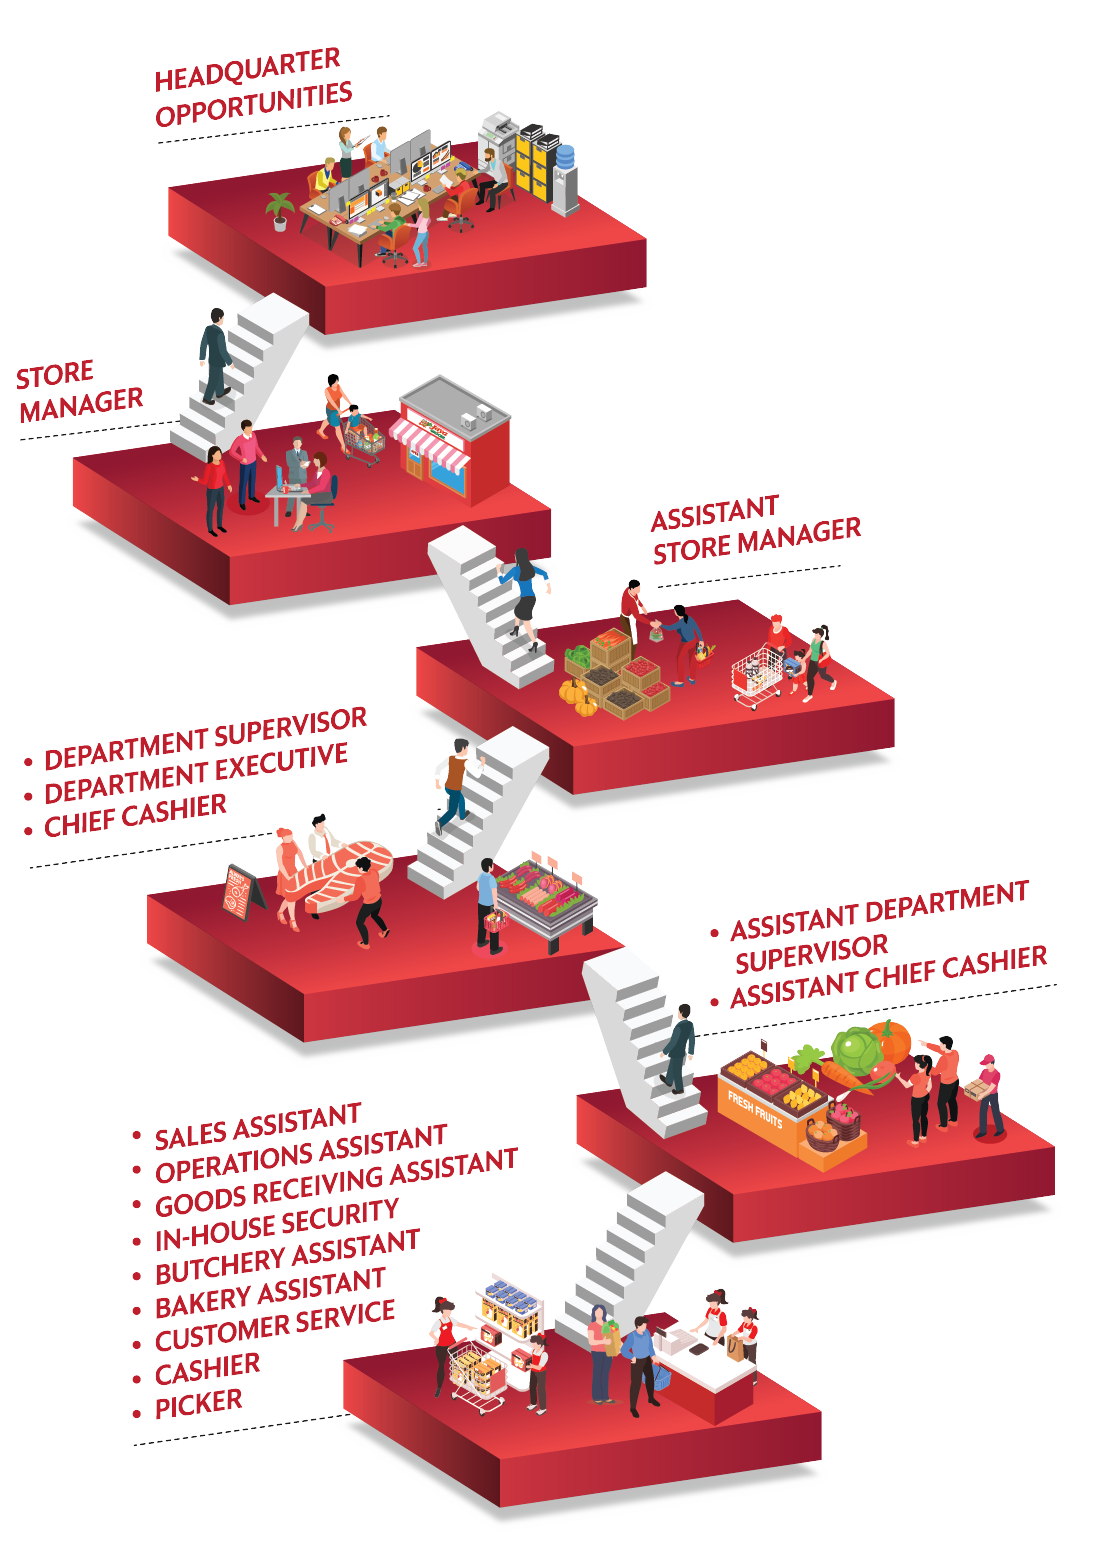 HEADQUARTER
OPPORTUNITIES
STORE
MANAGER
ASSISTANT
STORE MANAGER
• DEPARTMENT SUPERVISOR
• DEPARTMENT EXECUTIVE
• CHIEF CASHIER
• ASSISTANT DEPARTMENT
SUPERVISOR
• ASSISTANT CHIEF CASHIER
FRESH FRUITS
• SALES ASSISTANT
• OPERATIONS ASSISTANT
• GOODS RECEIVING ASSISTANT
• IN-HOUSE SECURITY
• BUTCHERY ASSISTANT
• BAKERY ASSISTANT
• CUSTOMER SERVICE
• CASHIER
• PICKER